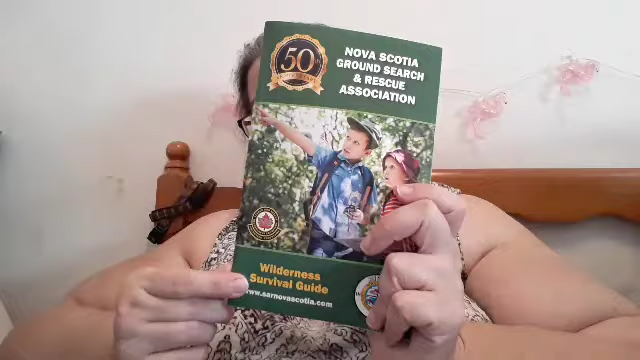 50
NOVA SCOTIA
GROUND SEARCH
& RESCUE
ASSOCIATION
Wilderness
Survival Guide
www.sarnovascotia.com